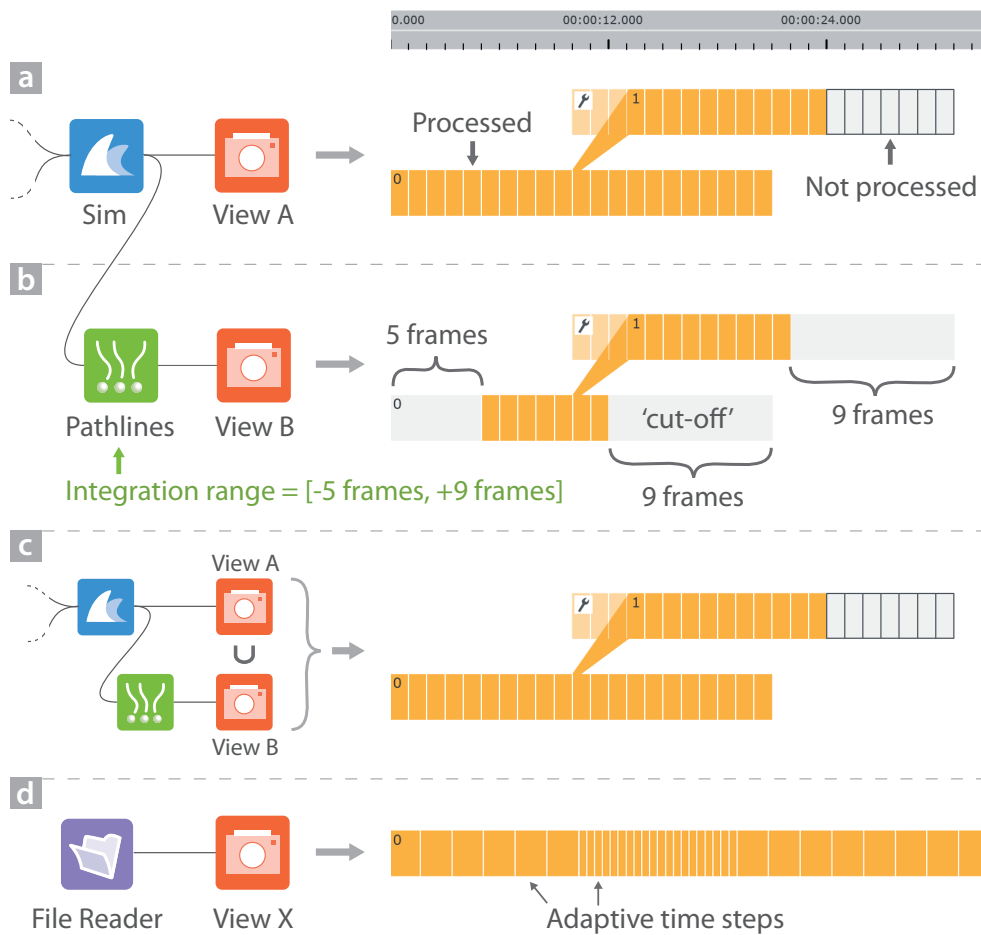 0.000 00:00:12.000 00:00:24.000
a
1
Processed
0
Not processed
Sim
View A
b
1
5 frames
0
'cut-off'
9 frames
Pathlines
View B
9 frames
Integration range = [-5 frames, +9 frames]
c
View A
1
∪
0
View B
d
0
File Reader
View X
Adaptive time steps